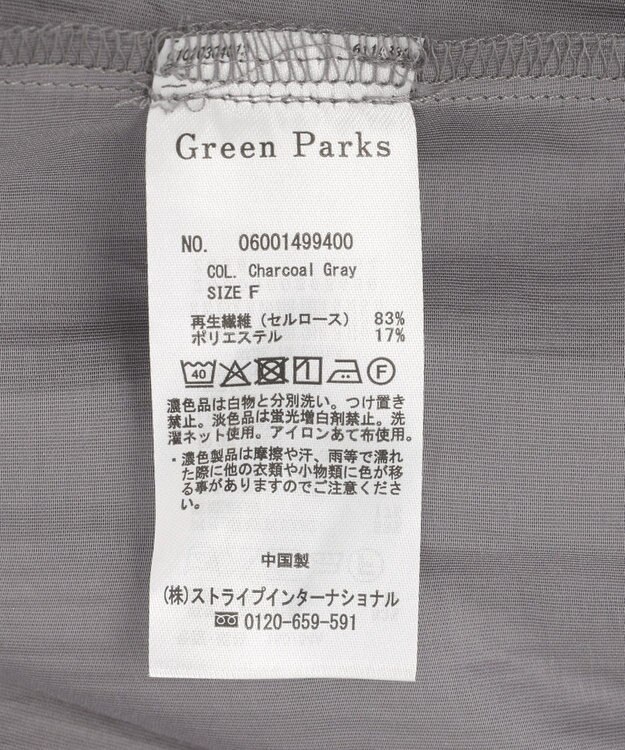 Green Parks
NO. 06001499400
COL. Charcoal Gray
SIZE F
再生繊維(セルロース) 83%
ポリエステル 17%
40 F
濃色品は白物と分別洗い。つけ置き
禁止。淡色品は蛍光増白剤禁止。洗
濯ネット使用。アイロンあて布使用。
・濃色製品は摩擦や汗、雨等で濡れ
た際に他の衣類や小物類に色が移
る事がありますのでご注意くださ
い。
中国製
(株)ストライプインターナショナル
0120-659-591